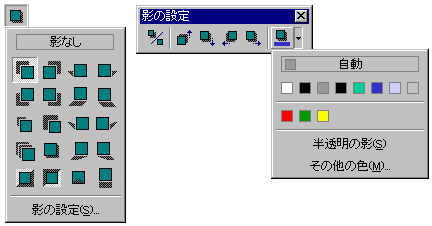 影なし
影の設定(S)...
影の設定
自動
半透明の影(S)
その他の色(M)...